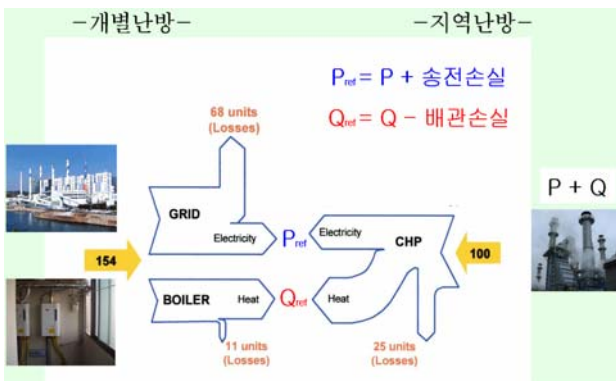 −개별난방−
−지역난방−
Pref = P + 송전손실
Qref = Q − 배관손실
68 units
(Losses)
P + Q
GRID
Electricity
Pref
Electricity
CHP
154
100
BOILER
Heat
Qref
Heat
11 units
(Losses)
25 units
(Losses)